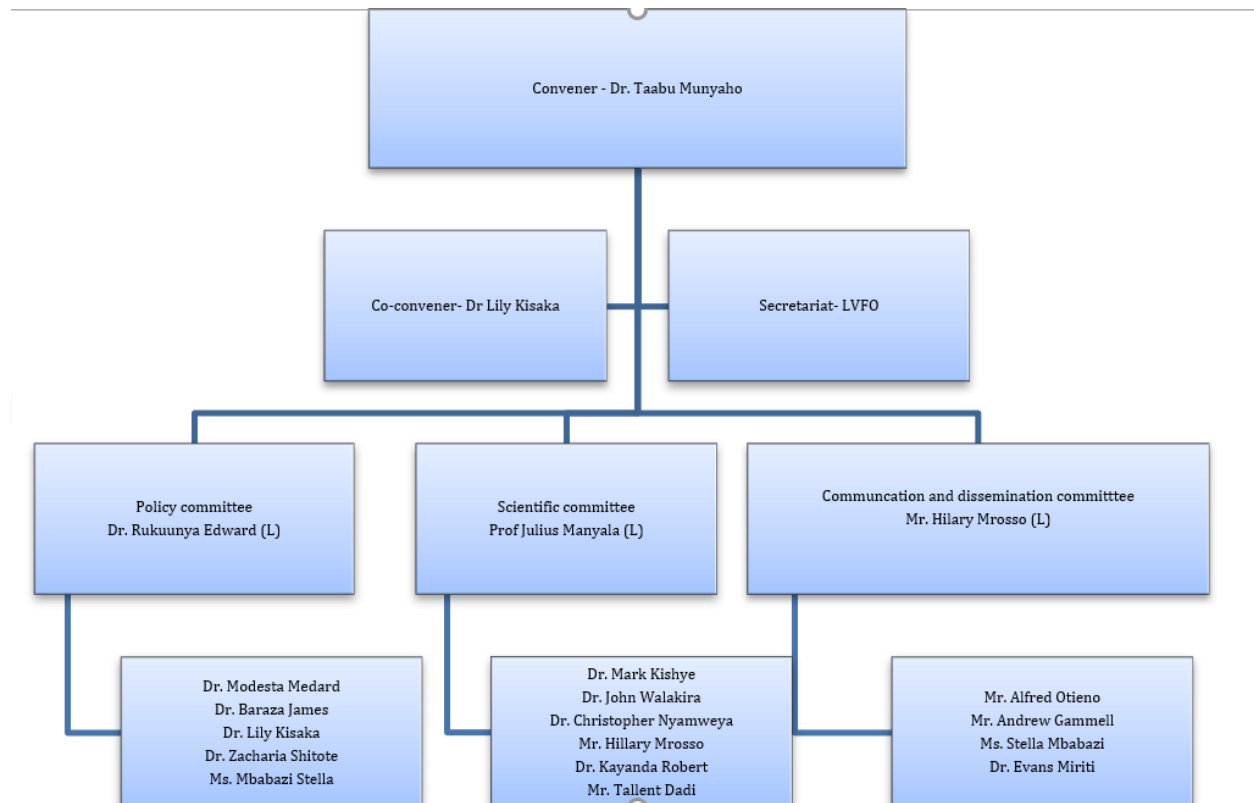 Convener - Dr. Taabu Munyaho
Co-convener- Dr Lily Kisaka
Secretariat- LVFO
Policy committee
Dr. Rukuunya Edward (L)
Scientific committee
Prof Julius Manyala (L)
Communcation and dissemination committtee
Mr. Hilary Mrosso (L)
Dr. Modesta Medard
Dr. Baraza James
Dr. Lily Kisaka
Dr. Zacharia Shitote
Ms. Mbabazi Stella
Dr. Mark Kishye
Dr. John Walakira
Dr. Christopher Nyamweya
Mr. Hillary Mrosso
Dr. Kayanda Robert
Mr. Tallent Dadi
Mr. Alfred Otieno
Mr. Andrew Gammell
Ms. Stella Mbabazi
Dr. Evans Miriti